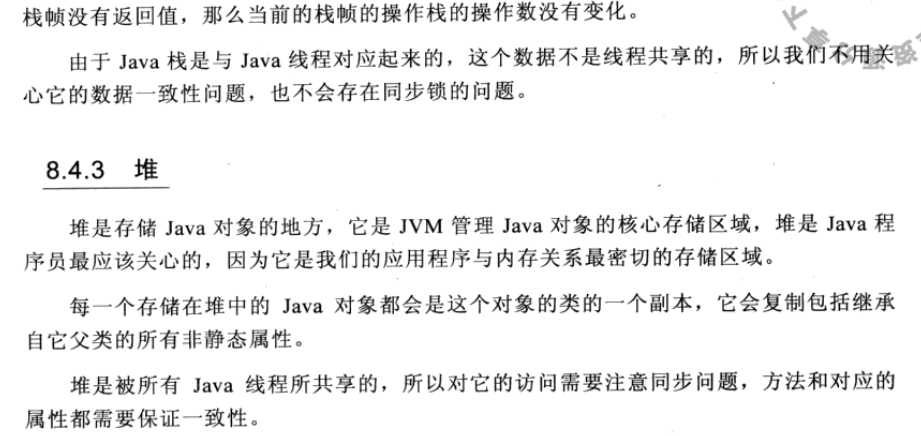 栈帧没有返回值，那么当前的栈帧的操作栈的操作数没有变化。
由于 Java 栈是与 Java 线程对应起来的，这个数据不是线程共享的，所以我们不用关
心它的数据一致性问题，也不会存在同步锁的问题。
8.4.3 堆
堆是存储 Java 对象的地方，它是 JVM 管理 Java 对象的核心存储区域，堆是 Java 程
序员最应该关心的，因为它是我们的应用程序与内存关系最密切的存储区域。
每一个存储在堆中的 Java 对象都会是这个对象的类的一个副本，它会复制包括继承
自它父类的所有非静态属性。
堆是被所有 Java 线程所共享的，所以对它的访问需要注意同步问题，方法和对应的
属性都需要保证一致性。